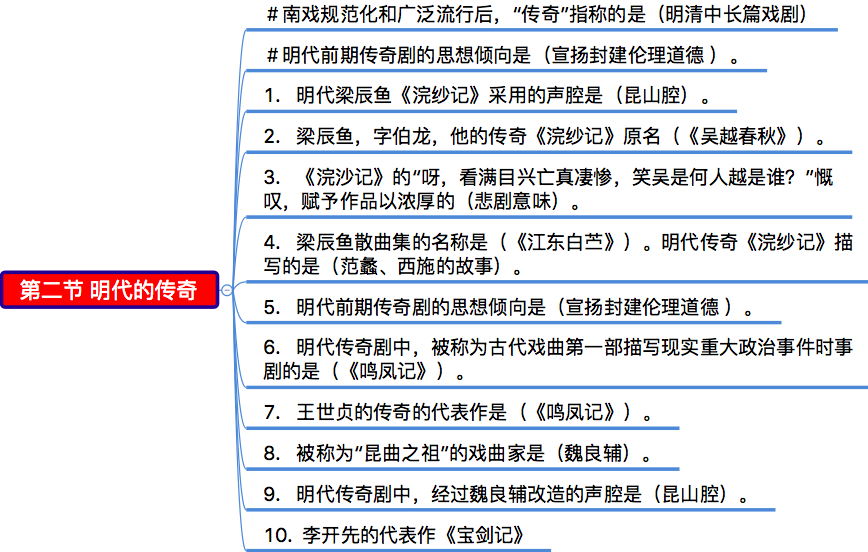 ＃南戏规范化和广泛流行后，“传奇”指称的是（明清中长篇戏剧）
＃明代前期传奇剧的思想倾向是（宣扬封建伦理道德 ）。
1. 明代梁辰鱼《浣纱记》采用的声腔是（昆山腔）。
2. 梁辰鱼，字伯龙，他的传奇《浣纱记》原名（《吴越春秋》）。
3. 《浣沙记》的“呀，看满目兴亡真凄惨，笑吴是何人越是谁？”慨
叹，赋予作品以浓厚的（悲剧意味）。
4. 梁辰鱼散曲集的名称是（《江东白苎》）。明代传奇《浣纱记》描
写的是（范蠡、西施的故事）。
第二节 明代的传奇
5. 明代前期传奇剧的思想倾向是（宣扬封建伦理道德 ）。
6. 明代传奇剧中，被称为古代戏曲第一部描写现实重大政治事件时事
剧的是（《鸣凤记》）。
7. 王世贞的传奇的代表作是（《鸣凤记》）。
8. 被称为“昆曲之祖”的戏曲家是（魏良辅）。
9. 明代传奇剧中，经过魏良辅改造的声腔是（昆山腔）。
10. 李开先的代表作《宝剑记》